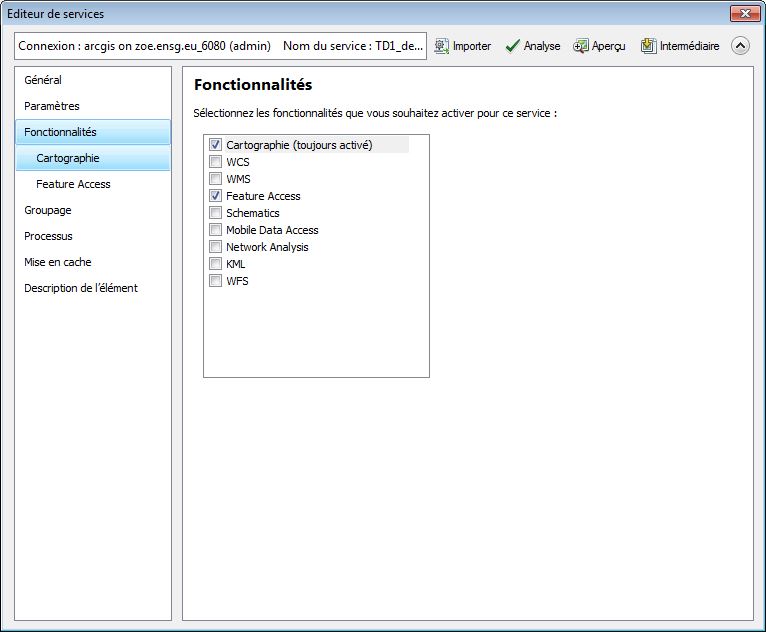 Editeur de services
Connexion : arcgis on zoe.ensg.eu_6080 (admin) Nom du service : TD1_de... Importer Analyse Aperçu Intermédiaire
Général
Paramètres
Fonctionnalités
Cartographie
Feature Access
Groupage
Processus
Mise en cache
Description de l'élément
Fonctionnalités
Sélectionnez les fonctionnalités que vous souhaitez activer pour ce service :
Cartographie (toujours activé)
WCS
WMS
Feature Access
Schematics
Mobile Data Access
Network Analysis
KML
WFS